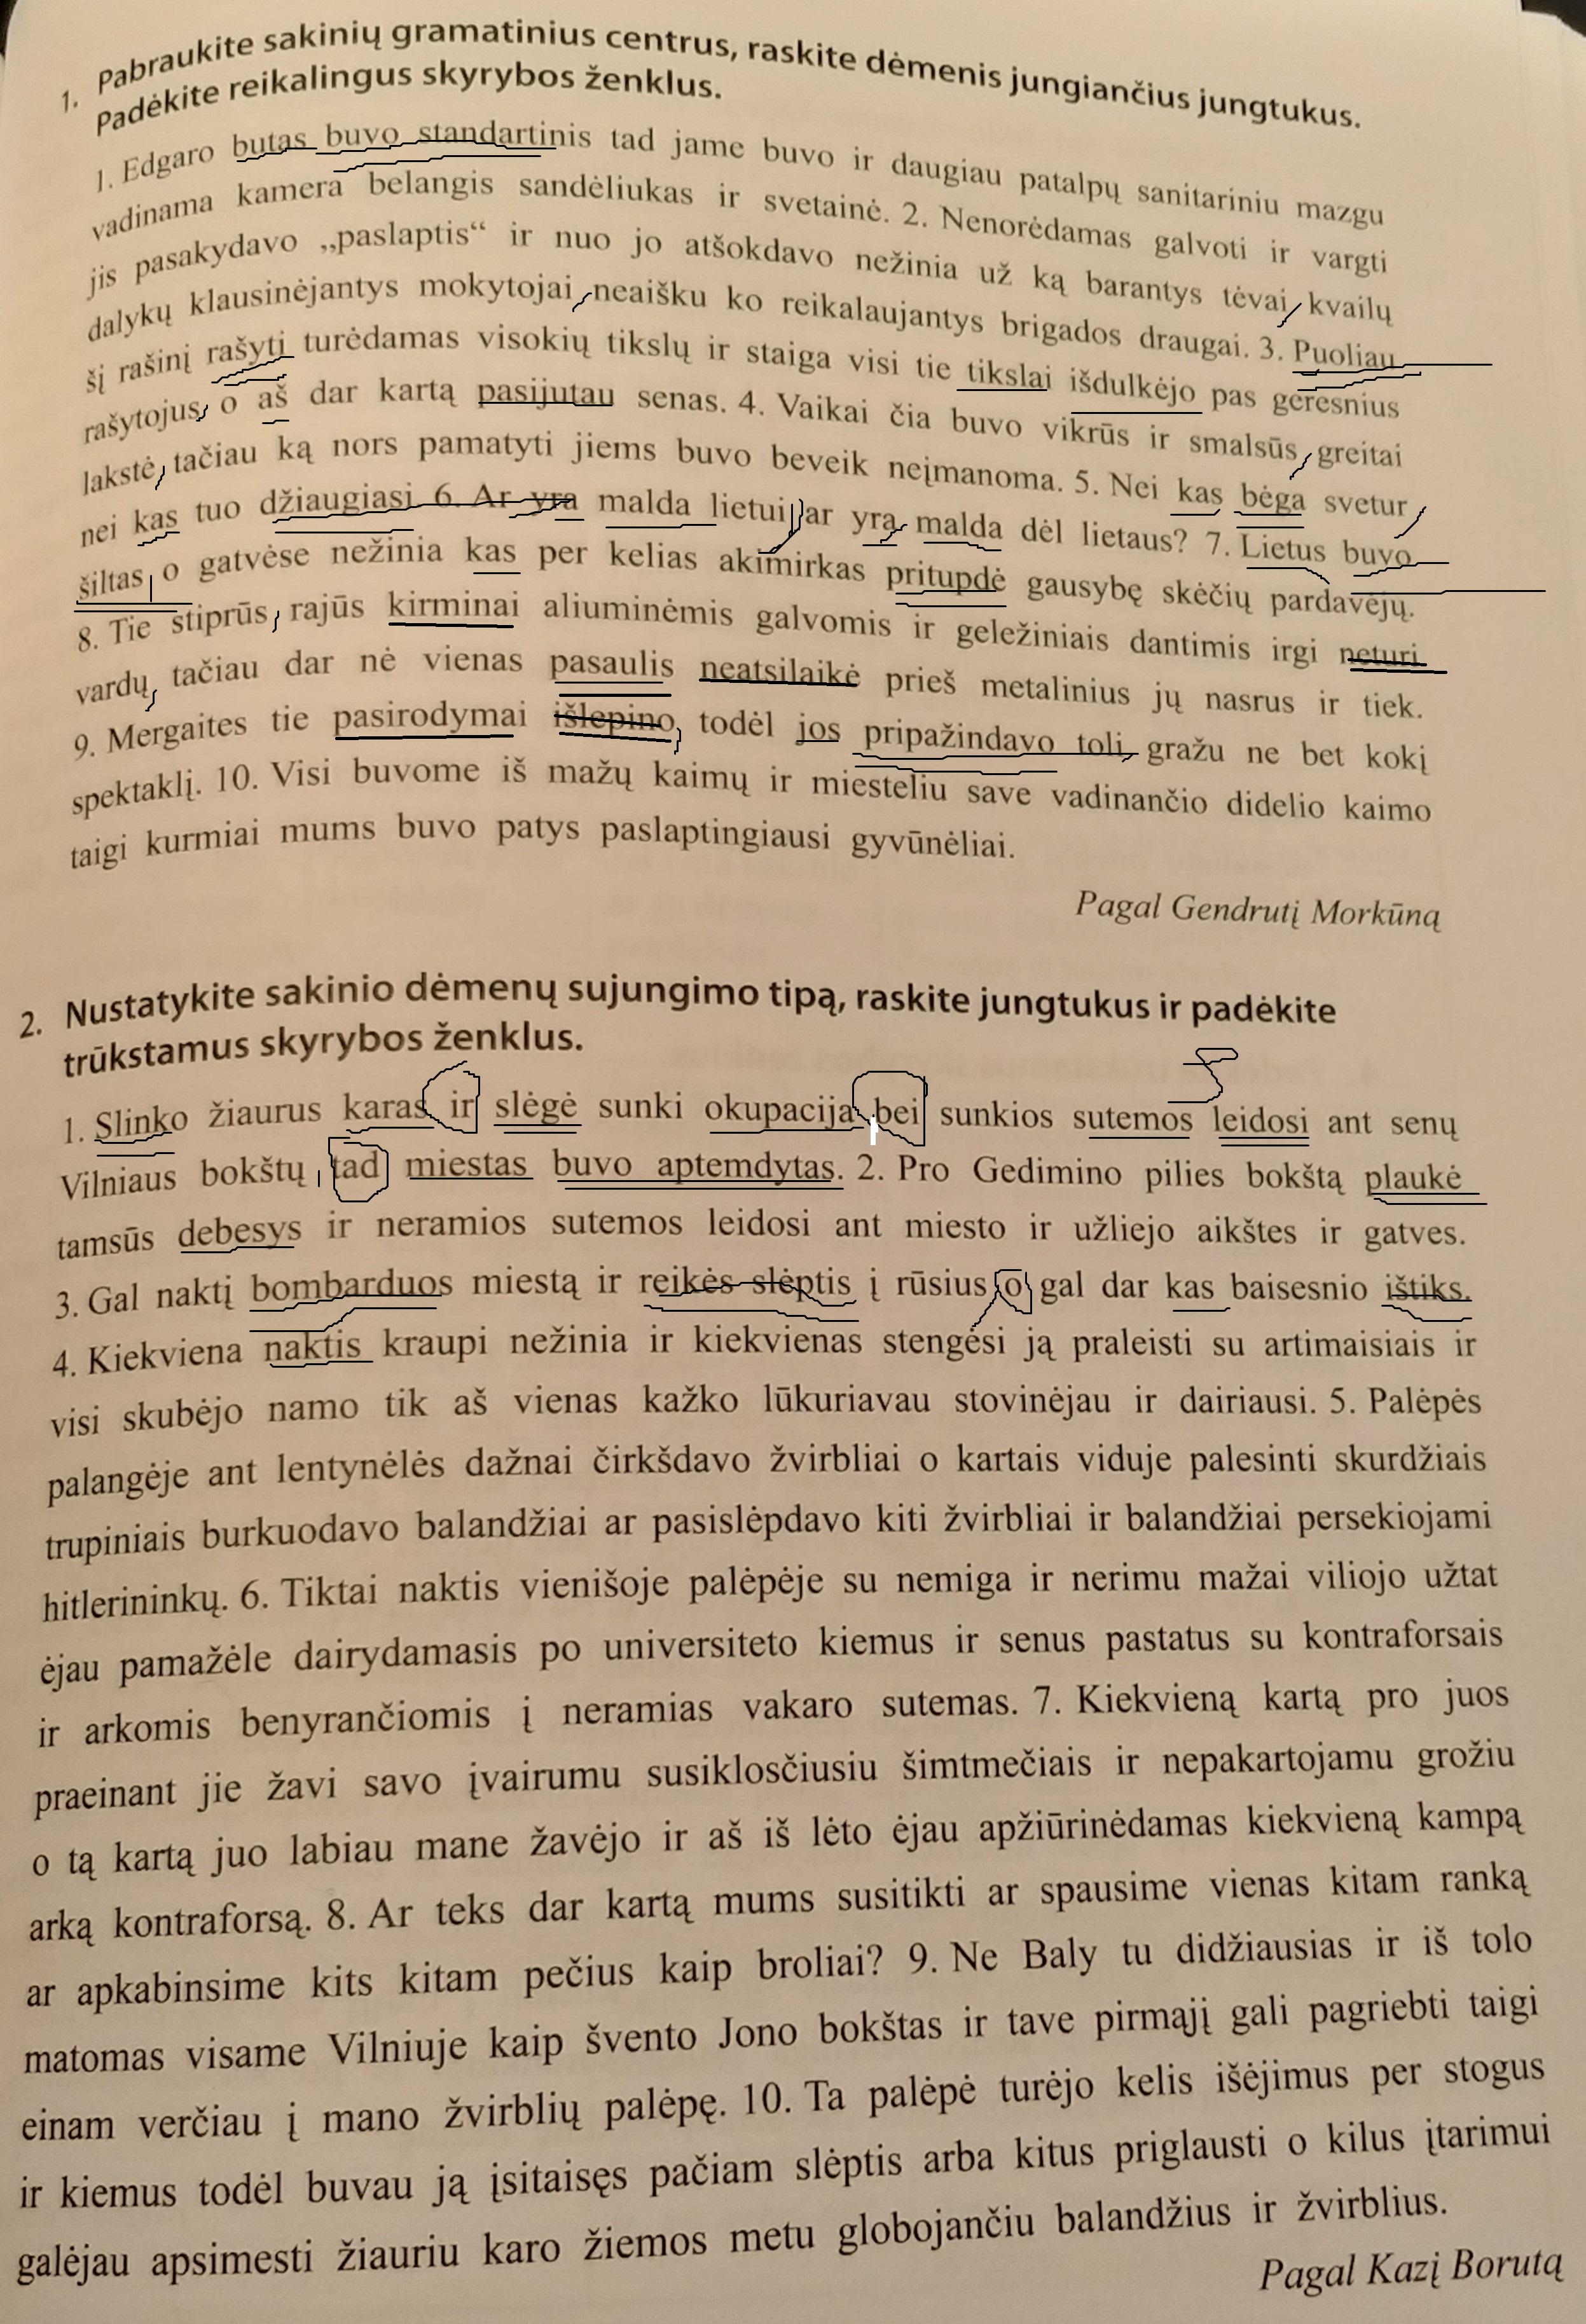 1. Pabraukite sakinių gramatinius centrus, raskite dėmenis jungiančius jungtukus.
Padėkite reikalingus skyrybos ženklus.
1. Edgaro butas buvo standartinis tad jame buvo ir daugiau patalpų sanitariniu mazgu
vadinama kamera belangis sandėliukas ir svetainė. 2. Nenorėdamas galvoti ir vargti
jis pasakydavo „paslaptis“ ir nuo jo atšokdavo nežinia už ką barantys tėvai, kvailų
dalykų klausinėjantys mokytojai, neaišku ko reikalaujantys brigados draugai. 3. Puoliau
šį rašinį rašyti turėdamas visokių tikslų ir staiga visi tie tikslai išdulkėjo pas geresnius
rašytojus, o aš dar kartą pasijutau senas. 4. Vaikai čia buvo vikrūs ir smalsūs, greitai
lakstė, tačiau ką nors pamatyti jiems buvo beveik neįmanoma. 5. Nei kas bėga svetur,
nei kas tuo džiaugiasi 6. Ar yra malda lietui, ar yra malda dėl lietaus? 7. Lietus buvo
šiltas, o gatvėse nežinia kas per kelias akimirkas pritupdė gausybę skėčių pardavėjų.
8. Tie stiprūs, rajūs kirminai aliuminėmis galvomis ir geležiniais dantimis irgi neturi
vardų, tačiau dar nė vienas pasaulis neatsilaikė prieš metalinius jų nasrus ir tiek.
9. Mergaites tie pasirodymai išlepino, todėl jos pripažindavo toli gražu ne bet kokį
spektaklį. 10. Visi buvome iš mažų kaimų ir miesteliu save vadinančio didelio kaimo
taigi kurmiai mums buvo patys paslaptingiausi gyvūnėliai.
Pagal Gendrutį Morkūną
2. Nustatykite sakinio dėmenų sujungimo tipą, raskite jungtukus ir padėkite
trūkstamus skyrybos ženklus.
1. Slinko žiaurus karas ir slėgė sunki okupacija, bei sunkios sutemos leidosi ant senų
Vilniaus bokštų, tad miestas buvo aptemdytas. 2. Pro Gedimino pilies bokštą plaukė
tamsūs debesys ir neramios sutemos leidosi ant miesto ir užliejo aikštes ir gatves.
3. Gal naktį bombarduos miestą ir reikės slėptis į rūsius, o gal dar kas baisesnio ištiks.
4. Kiekviena naktis kraupi nežinia ir kiekvienas stengėsi ją praleisti su artimaisiais ir
visi skubėjo namo tik aš vienas kažko lūkuriavau stovinėjau ir dairiausi. 5. Palėpės
palangėje ant lentynėlės dažnai čirkšdavo žvirbliai o kartais viduje palesinti skurdžiais
trupiniais burkuodavo balandžiai ar pasislėpdavo kiti žvirbliai ir balandžiai persekiojami
hitlerininkų. 6. Tiktai naktis vienišoje palėpėje su nemiga ir nerimu mažai viliojo užtat
ėjau pamažėle dairydamasis po universiteto kiemus ir senus pastatus su kontraforsais
ir arkomis benyrančiomis į neramias vakaro sutemas. 7. Kiekvieną kartą pro juos
praeinant jie žavi savo įvairumu susiklosčiusiu šimtmečiais ir nepakartojamu grožiu
o tą kartą juo labiau mane žavėjo ir aš iš lėto ėjau apžiūrinėdamas kiekvieną kampą
arką kontraforsą. 8. Ar teks dar kartą mums susitikti ar spausime vienas kitam ranką
ar apkabinsime kits kitam pečius kaip broliai? 9. Ne Baly tu didžiausias ir iš tolo
matomas visame Vilniuje kaip švento Jono bokštas ir tave pirmąjį gali pagriebti taigi
einam verčiau į mano žvirblių palėpę. 10. Ta palėpė turėjo kelis išėjimus per stogus
ir kiemus todėl buvau ją įsitaisęs pačiam slėptis arba kitus priglausti o kilus įtarimui
galėjau apsimesti žiauriu karo žiemos metu globojančiu balandžius ir žvirblius.
Pagal Kazį Borutą